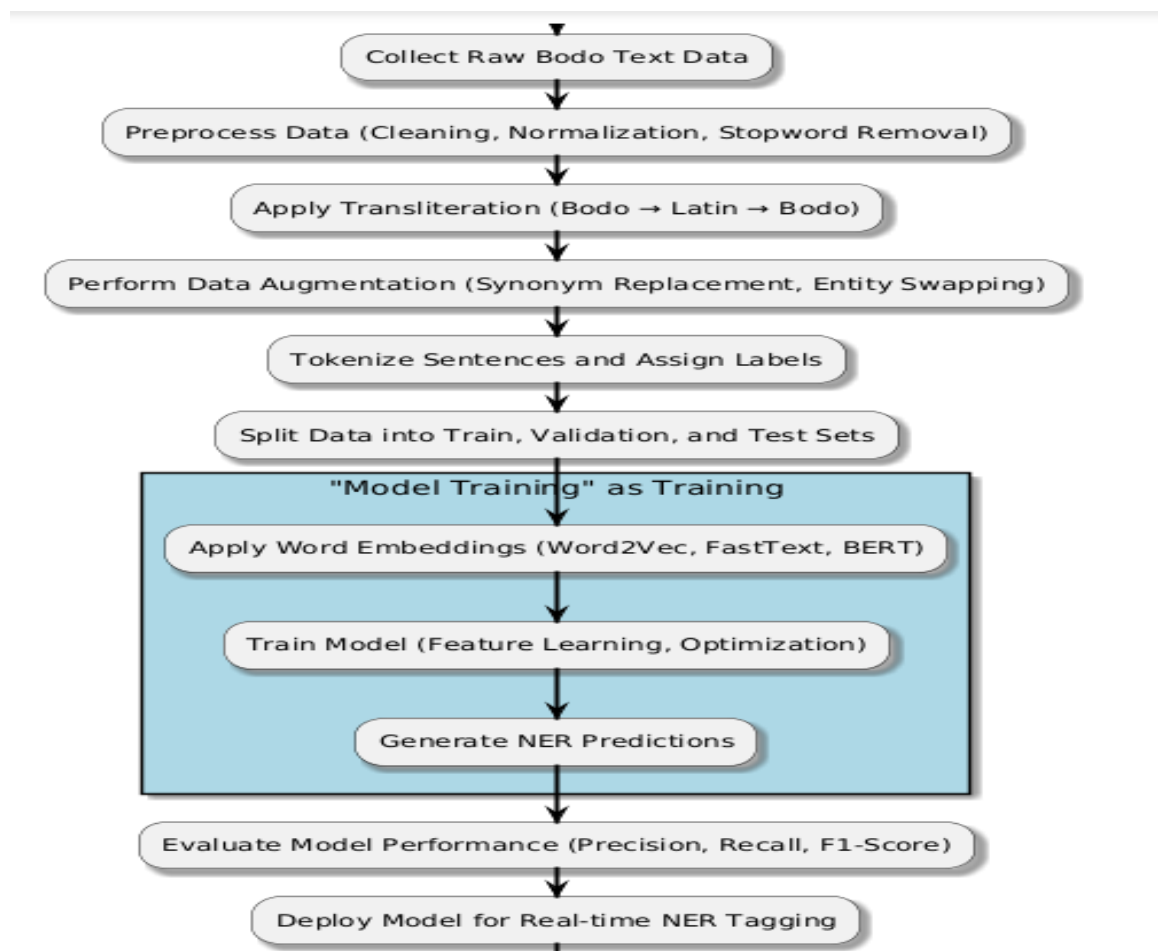 Collect Raw Bodo Text Data
Preprocess Data (Cleaning, Normalization, Stopword Removal)
Apply Transliteration (Bodo → Latin → Bodo)
Perform Data Augmentation (Synonym Replacement, Entity Swapping)
Tokenize Sentences and Assign Labels
Split Data into Train, Validation, and Test Sets
"Model Training" as Training
Apply Word Embeddings (Word2Vec, FastText, BERT)
Train Model (Feature Learning, Optimization)
Generate NER Predictions
Evaluate Model Performance (Precision, Recall, F1-Score)
Deploy Model for Real-time NER Tagging